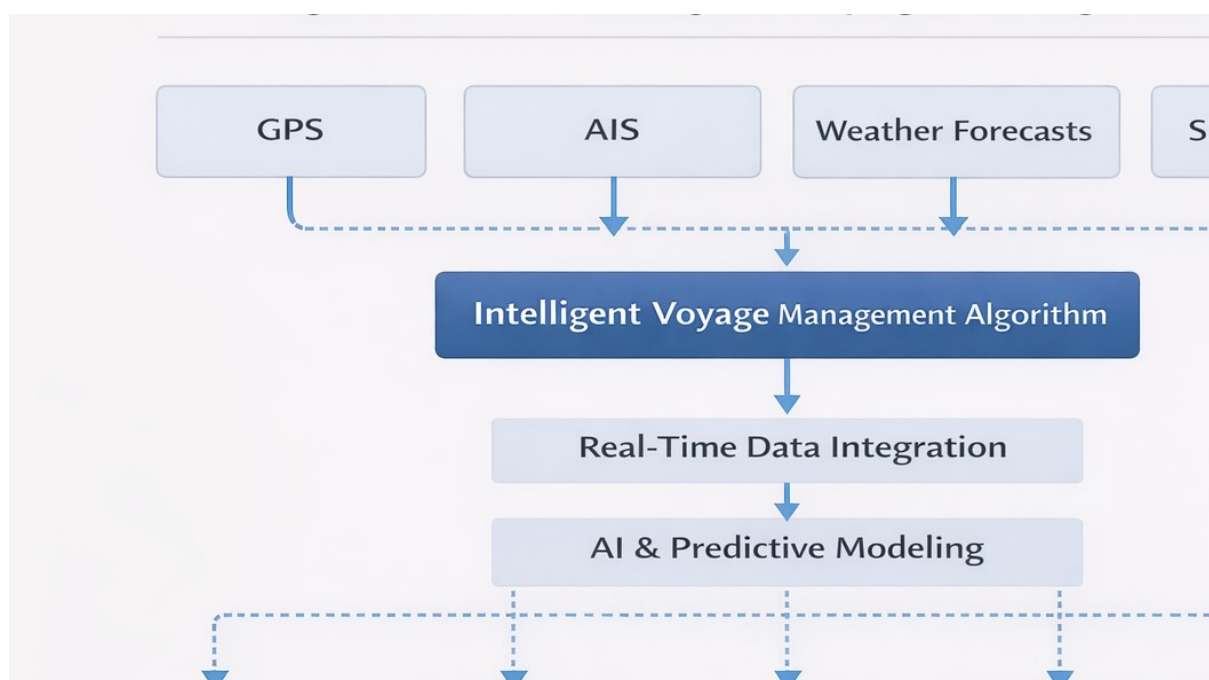 GPS
AIS
Weather Forecasts
S
Intelligent Voyage Management Algorithm
Real-Time Data Integration
AI & Predictive Modeling